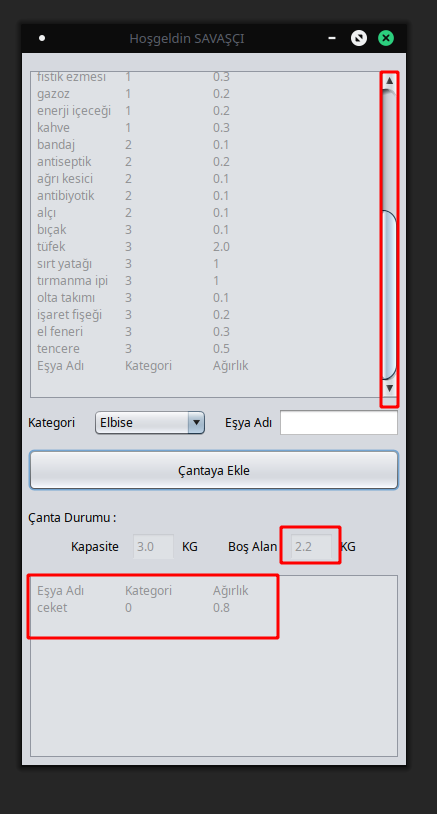 Hoşgeldin SAVAŞÇI
fıstık ezmesi 1 0.3
gazoz 1 0.2
enerji içeceği 1 0.2
kahve 1 0.3
bandaj 2 0.1
antiseptik 2 0.2
ağrı kesici 2 0.1
antibiyotik 2 0.1
alçı 2 0.1
bıçak 3 0.1
tüfek 3 2.0
sırt yatağı 3 1
tırmanma ipi 3 1
olta takımı 3 0.1
işaret fişeği 3 0.2
el feneri 3 0.3
tencere 3 0.5
Eşya Adı Kategori Ağırlık
Kategori Elbise Eşya Adı
Çantaya Ekle
Çanta Durumu :
Kapasite 3.0 KG Boş Alan 2.2 KG
Eşya Adı Kategori Ağırlık
ceket 0 0.8